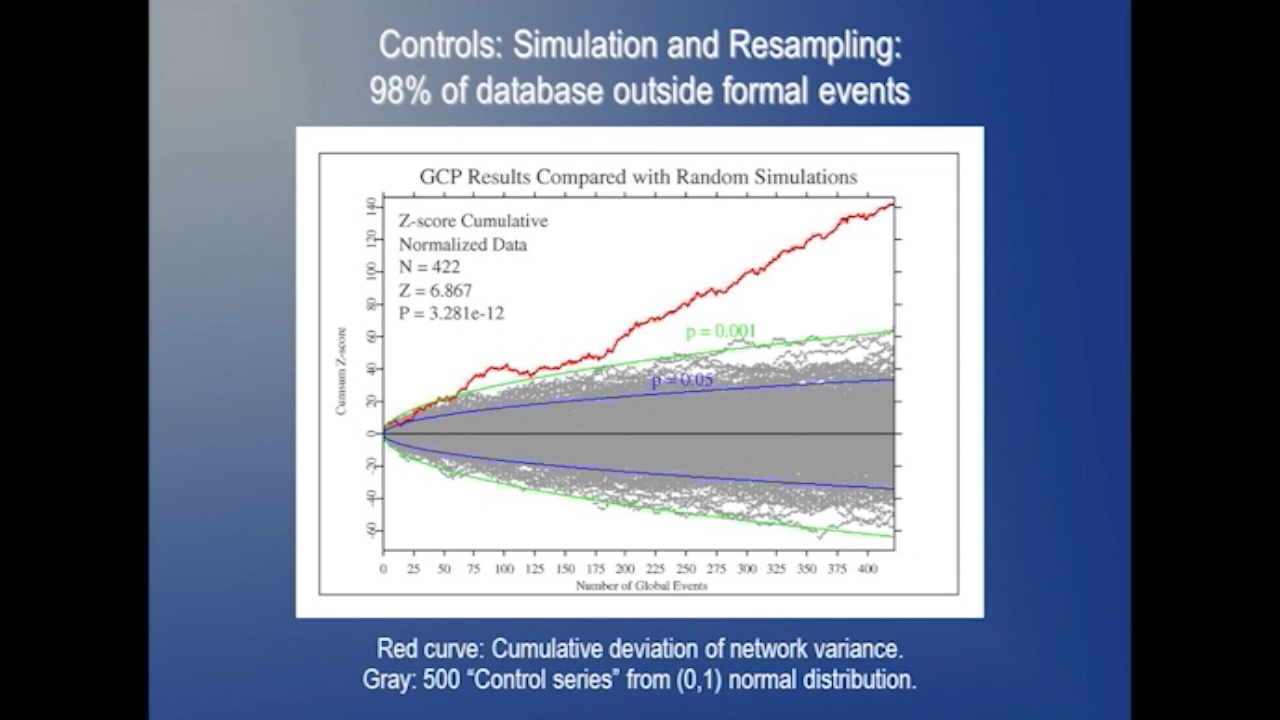 Controls: Simulation and Resampling:
98% of database outside formal events
GCP Results Compared with Random Simulations
Z-score Cumulative
Normalized Data
N = 422
Z = 6.867
P = 3.281e-12
p = 0.001
p = 0.05
Cumsum Z-score
140
120
100
80
60
40
20
0
-20
-40
-60
0 25 50 75 100 125 150 175 200 225 250 275 300 325 350 375 400
Number of Global Events
Red curve: Cumulative deviation of network variance.
Gray: 500 “Control series” from (0,1) normal distribution.